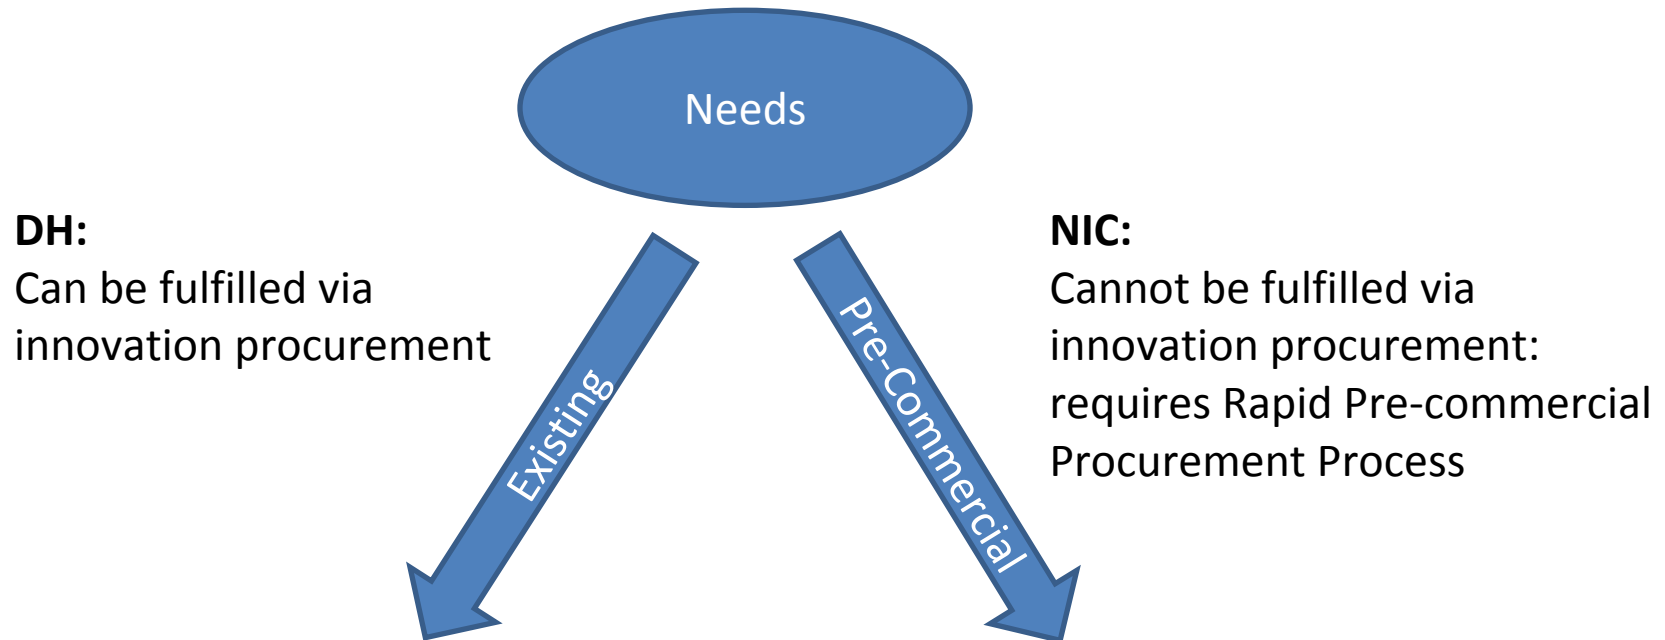 Needs
DH:
Can be fulfilled via
innovation procurement
NIC:
Cannot be fulfilled via
innovation procurement:
requires Rapid Pre-commercial
Procurement Process
Existing
Pre-Commercial